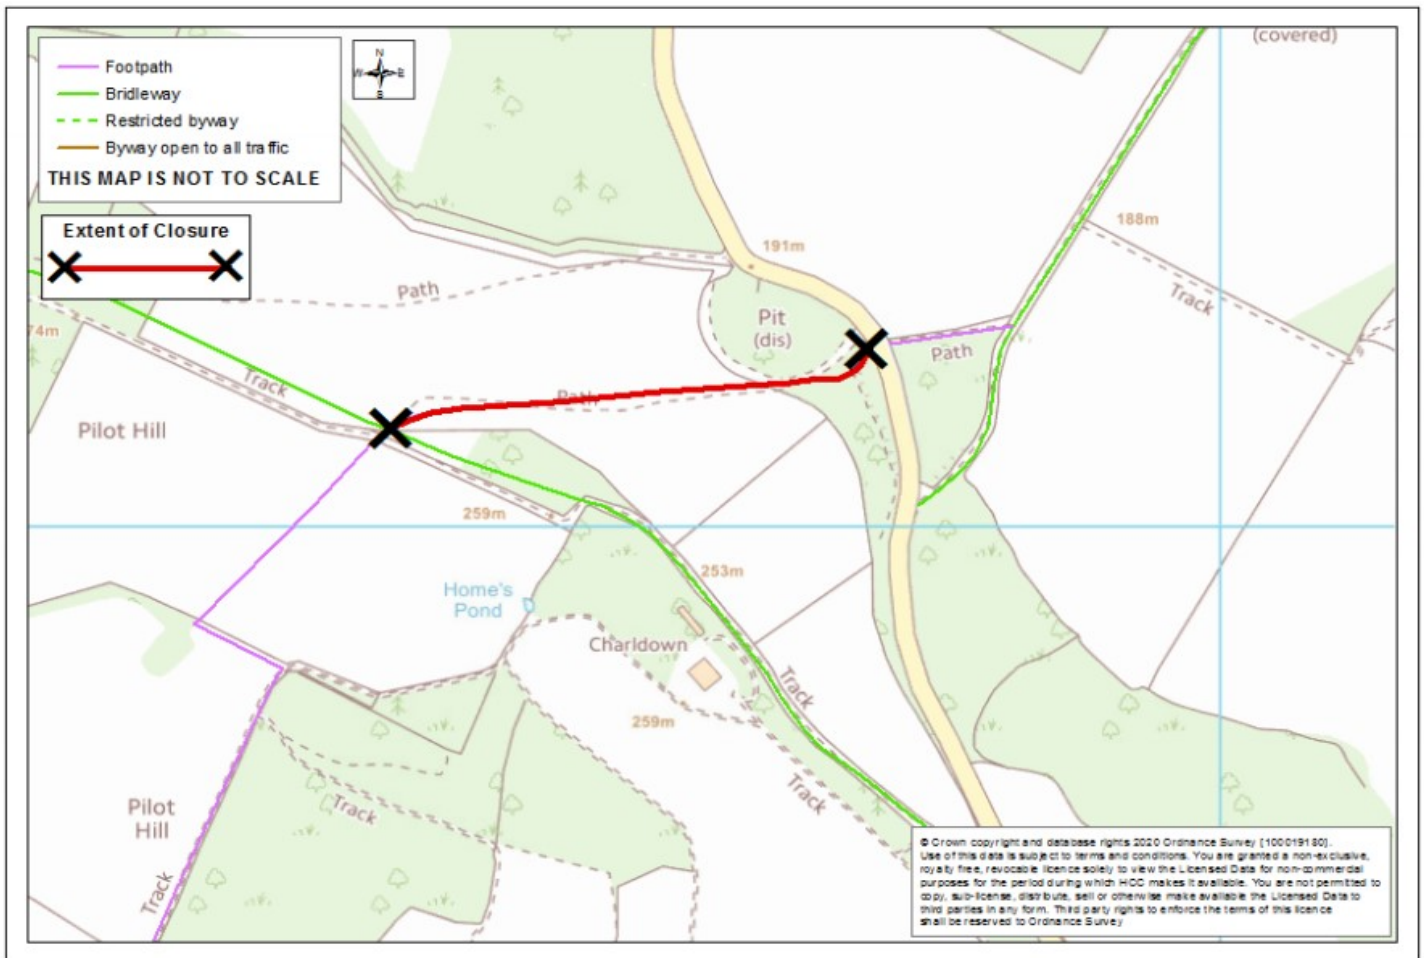 Footpath
Bridleway
Restricted byway
Byway open to all traffic
THIS MAP IS NOT TO SCALE
N
W E
S
Extent of Closure
(covered)
188m
191m
Track
Path
Pit
(dis)
Path
74m
Track
Path
Pilot Hill
259m
253m
Home's
Pond
Charldown
Track
259m
Track
Pilot
Hill
Track
Track
© Crown copyright and database rights 2020 Ordnance Survey [100019180].
Use of this data is subject to terms and conditions. You are granted a non-exclusive,
royalty free, revocable licence solely to view the Licensed Data for non-commercial
purposes for the period during which HCC makes it available. You are not permitted to
copy, sub-license, distribute, sell or otherwise make available the Licensed Data to
third parties in any form. Third party rights to enforce the terms of this licence
shall be reserved to Ordnance Survey